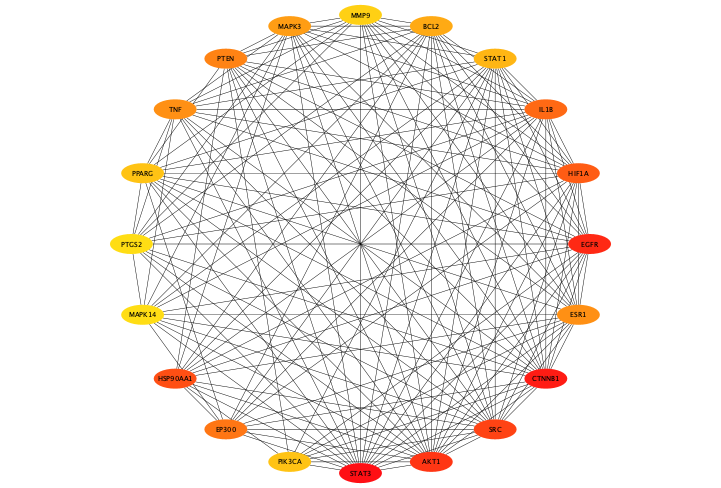 MMP9
MAPK3
BCL2
PTEN
STAT1
TNF
IL1B
PPARG
HIF1A
PTGS2
EGFR
MAPK14
ESR1
HSP90AA1
CTNNB1
EP300
SRC
PIK3CA
AKT1
STAT3